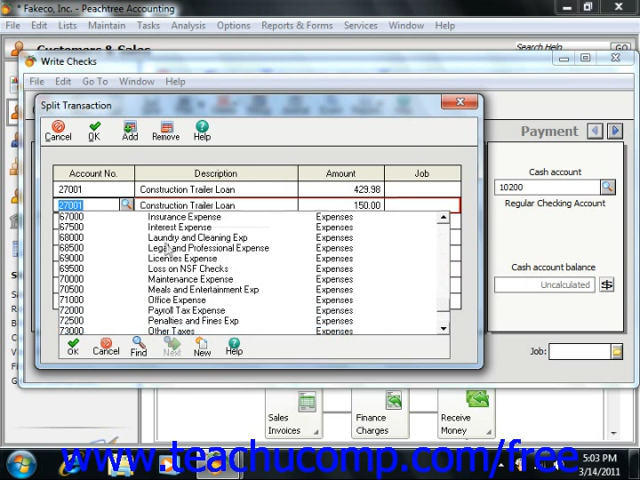 * Fakeco, Inc. - Peachtree Accounting
File Edit Lists Maintain Tasks Analysis Options Reports & Forms Services Window Help
Customers & Sales
Search Help
GO
Write Checks
File Edit Go To Window Help
Split Transaction
Cancel OK Add Remove Help
Payment
Account No. Description Amount Job
27001 Construction Trailer Loan 429.98
27001 Construction Trailer Loan 150.00
67000 Insurance Expense Expenses
67500 Interest Expense Expenses
68000 Laundry and Cleaning Exp Expenses
68500 Legal and Professional Expense Expenses
69000 Licenses Expense Expenses
69500 Loss on NSF Checks Expenses
70000 Maintenance Expense Expenses
70500 Meals and Entertainment Exp Expenses
71000 Office Expense Expenses
72000 Payroll Tax Expense Expenses
72500 Penalties and Fines Exp Expenses
73000 Other Taxes Expenses
OK Cancel Find Next New Help
Cash account
10200
Regular Checking Account
Cash account balance
Uncalculated
Job:
Sales Invoices
Finance Charges
Receive Money
www.teachucomp.com/free
5:03 PM
3/14/2011